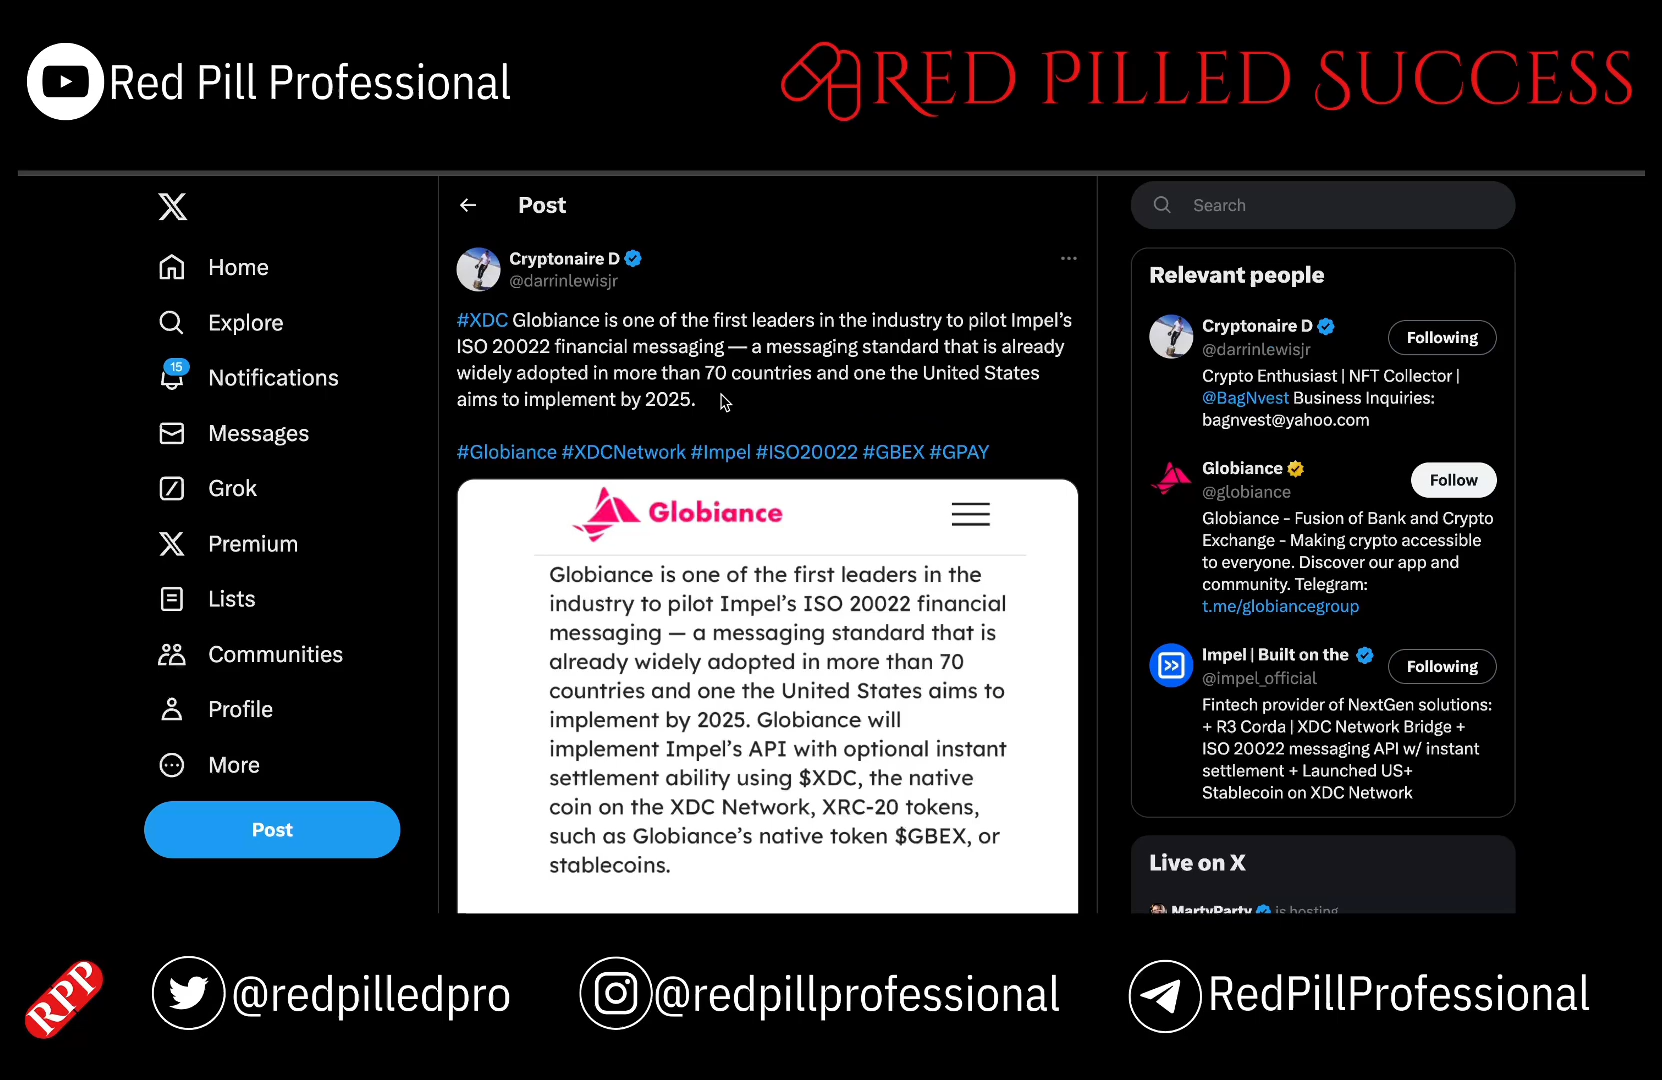 Red Pill Professional
RED PILLED SUCCESS
Home
Explore
15
Notifications
Messages
Grok
Premium
Lists
Communities
Profile
More
Post
Post
Cryptonaire D
@darrinlewisjr
#XDC Globiance is one of the first leaders in the industry to pilot Impel's
ISO 20022 financial messaging — a messaging standard that is already
widely adopted in more than 70 countries and one the United States
aims to implement by 2025.
#Globiance #XDCNetwork #Impel #ISO20022 #GBEX #GPAY
Globiance
Globiance is one of the first leaders in the
industry to pilot Impel's ISO 20022 financial
messaging — a messaging standard that is
already widely adopted in more than 70
countries and one the United States aims to
implement by 2025. Globiance will
implement Impel's API with optional instant
settlement ability using $XDC, the native
coin on the XDC Network, XRC-20 tokens,
such as Globiance's native token $GBEX, or
stablecoins.
Search
Relevant people
Cryptonaire D
Following
@darrinlewisjr
Crypto Enthusiast | NFT Collector |
@BagNvest Business Inquiries:
bagnvest@yahoo.com
Globiance
Follow
@globiance
Globiance - Fusion of Bank and Crypto
Exchange - Making crypto accessible
to everyone. Discover our app and
community. Telegram:
t.me/globiancegroup
Impel | Built on the
Following
@impel_official
Fintech provider of NextGen solutions:
+ R3 Corda | XDC Network Bridge +
ISO 20022 messaging API w/ instant
settlement + Launched US+
Stablecoin on XDC Network
Live on X
MartyParty is hosting
RPP
@redpilledpro
@redpillprofessional
RedPillProfessional